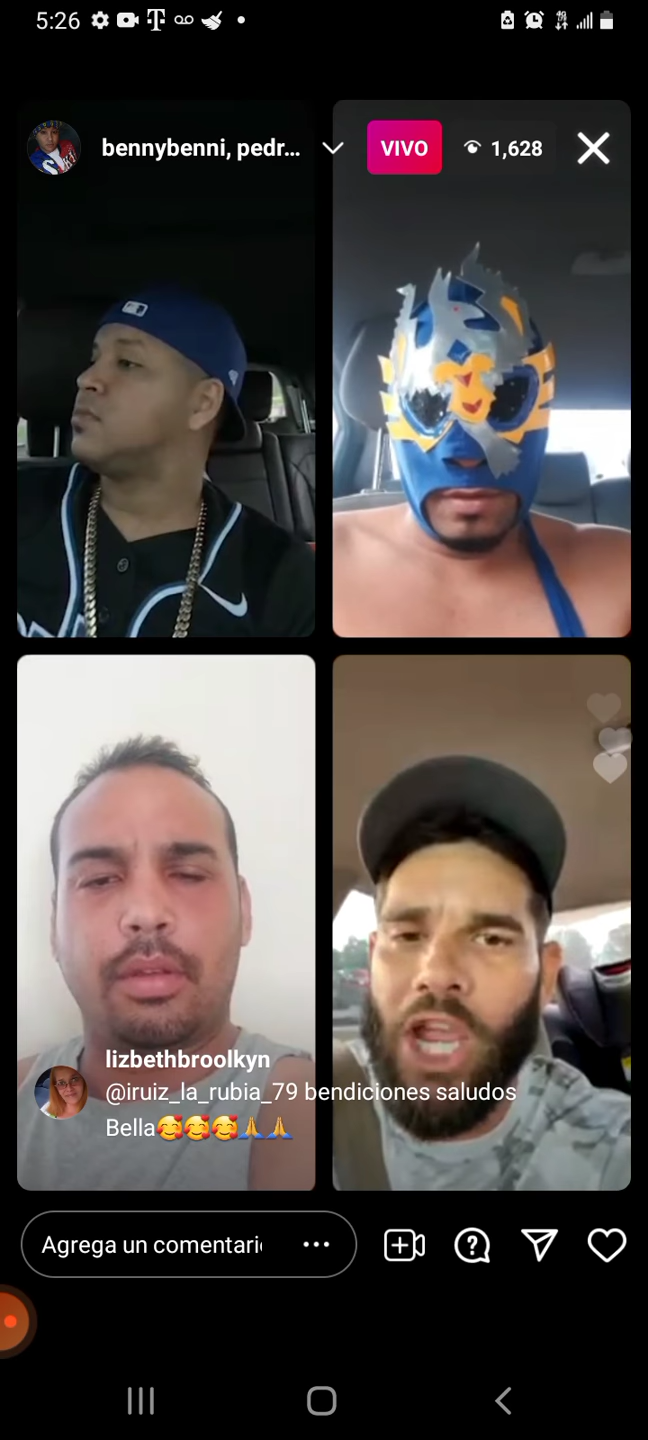 5:26
bennybenni, pedr...
VIVO
1,628
lizbethbroolkyn
@iruiz_la_rubia_79 bendiciones saludos
Bella🥰🥰🥰🙏🙏
Agrega un comentari